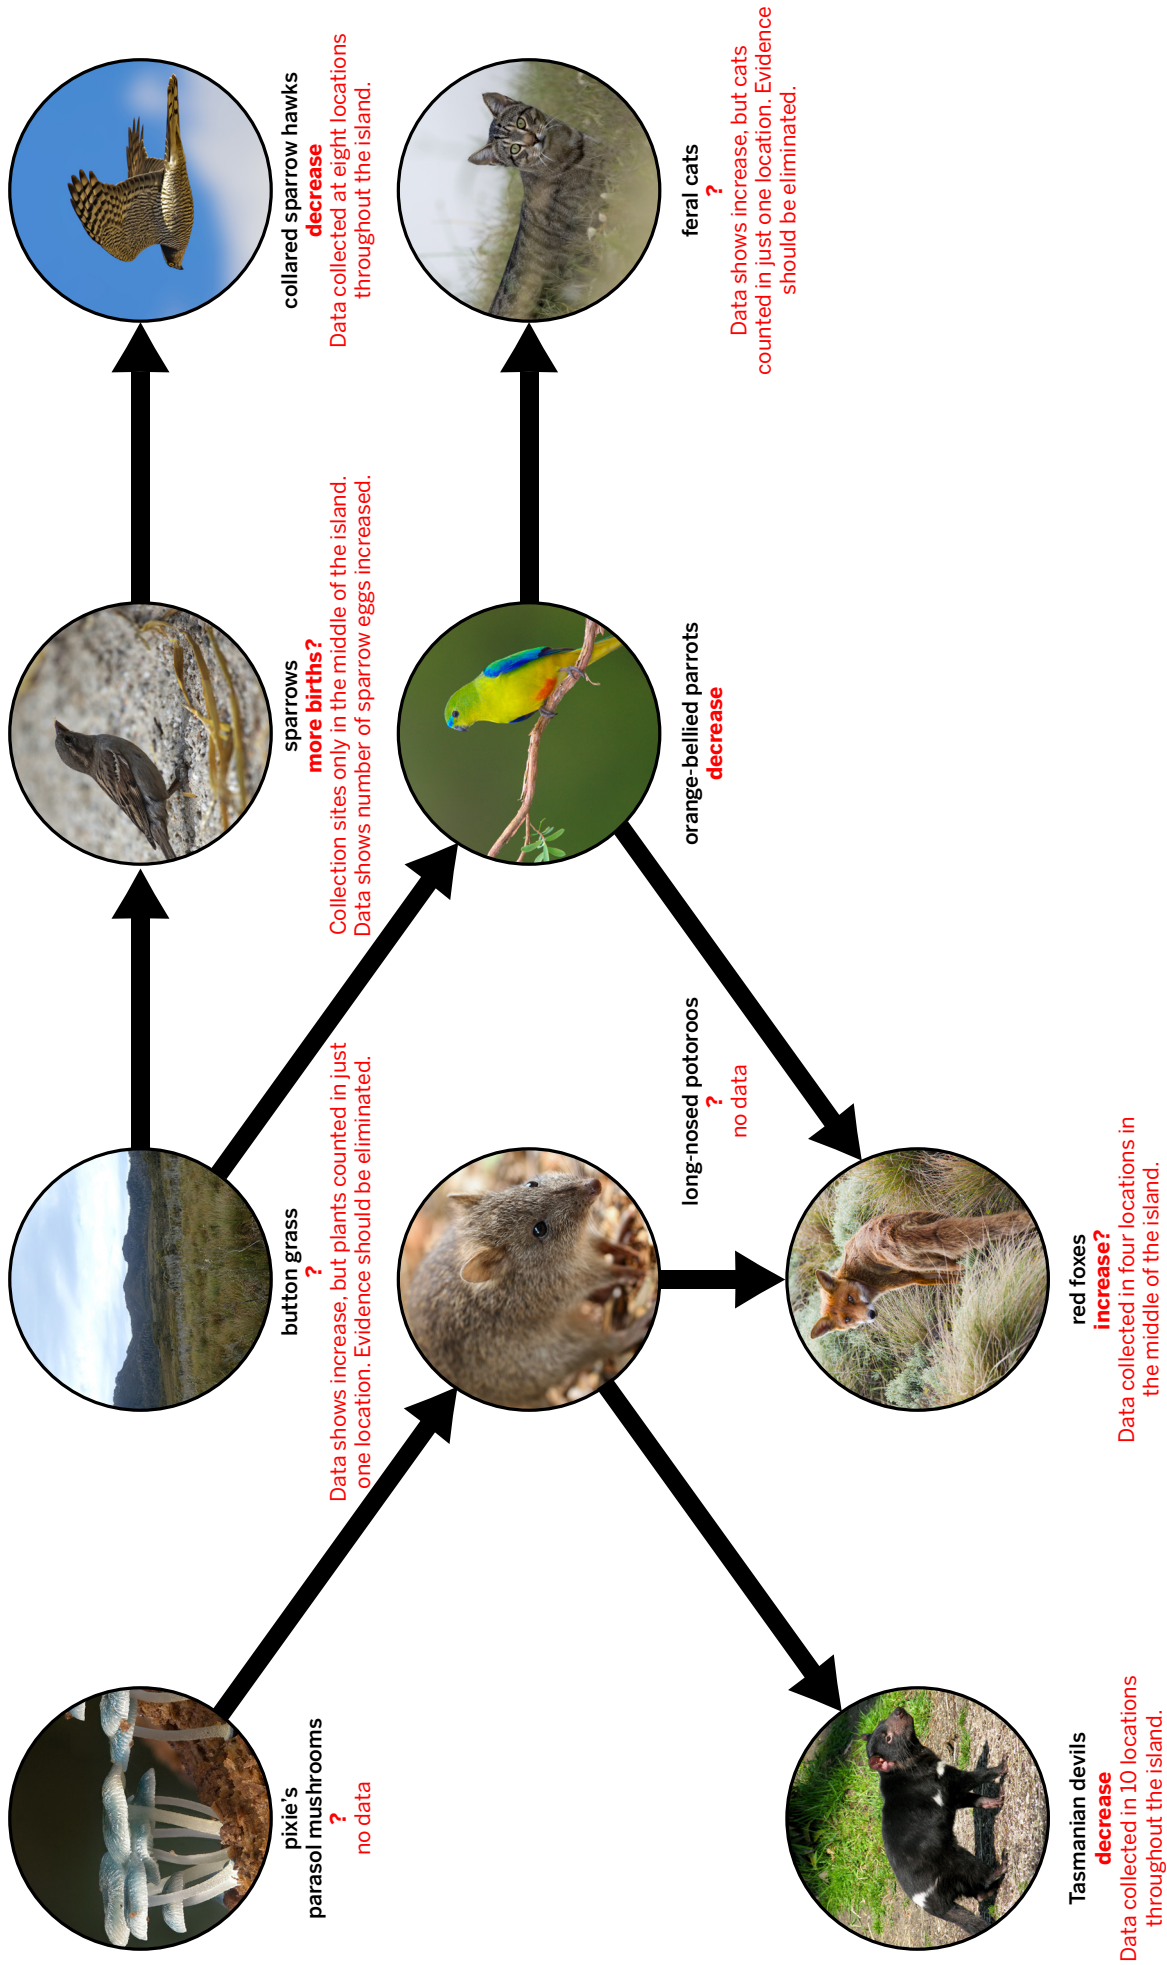 pixie's
parasol mushrooms
?
no data
button grass
?
Data shows increase, but plants counted in just
one location. Evidence should be eliminated.
sparrows
more births?
Collection sites only in the middle of the island.
Data shows number of sparrow eggs increased.
collared sparrow hawks
decrease
Data collected at eight locations
throughout the island.
long-nosed potoroos
?
no data
orange-bellied parrots
decrease
feral cats
?
Data shows increase, but cats
counted in just one location. Evidence
should be eliminated.
Tasmanian devils
decrease
Data collected in 10 locations
throughout the island.
red foxes
increase?
Data collected in four locations in
the middle of the island.